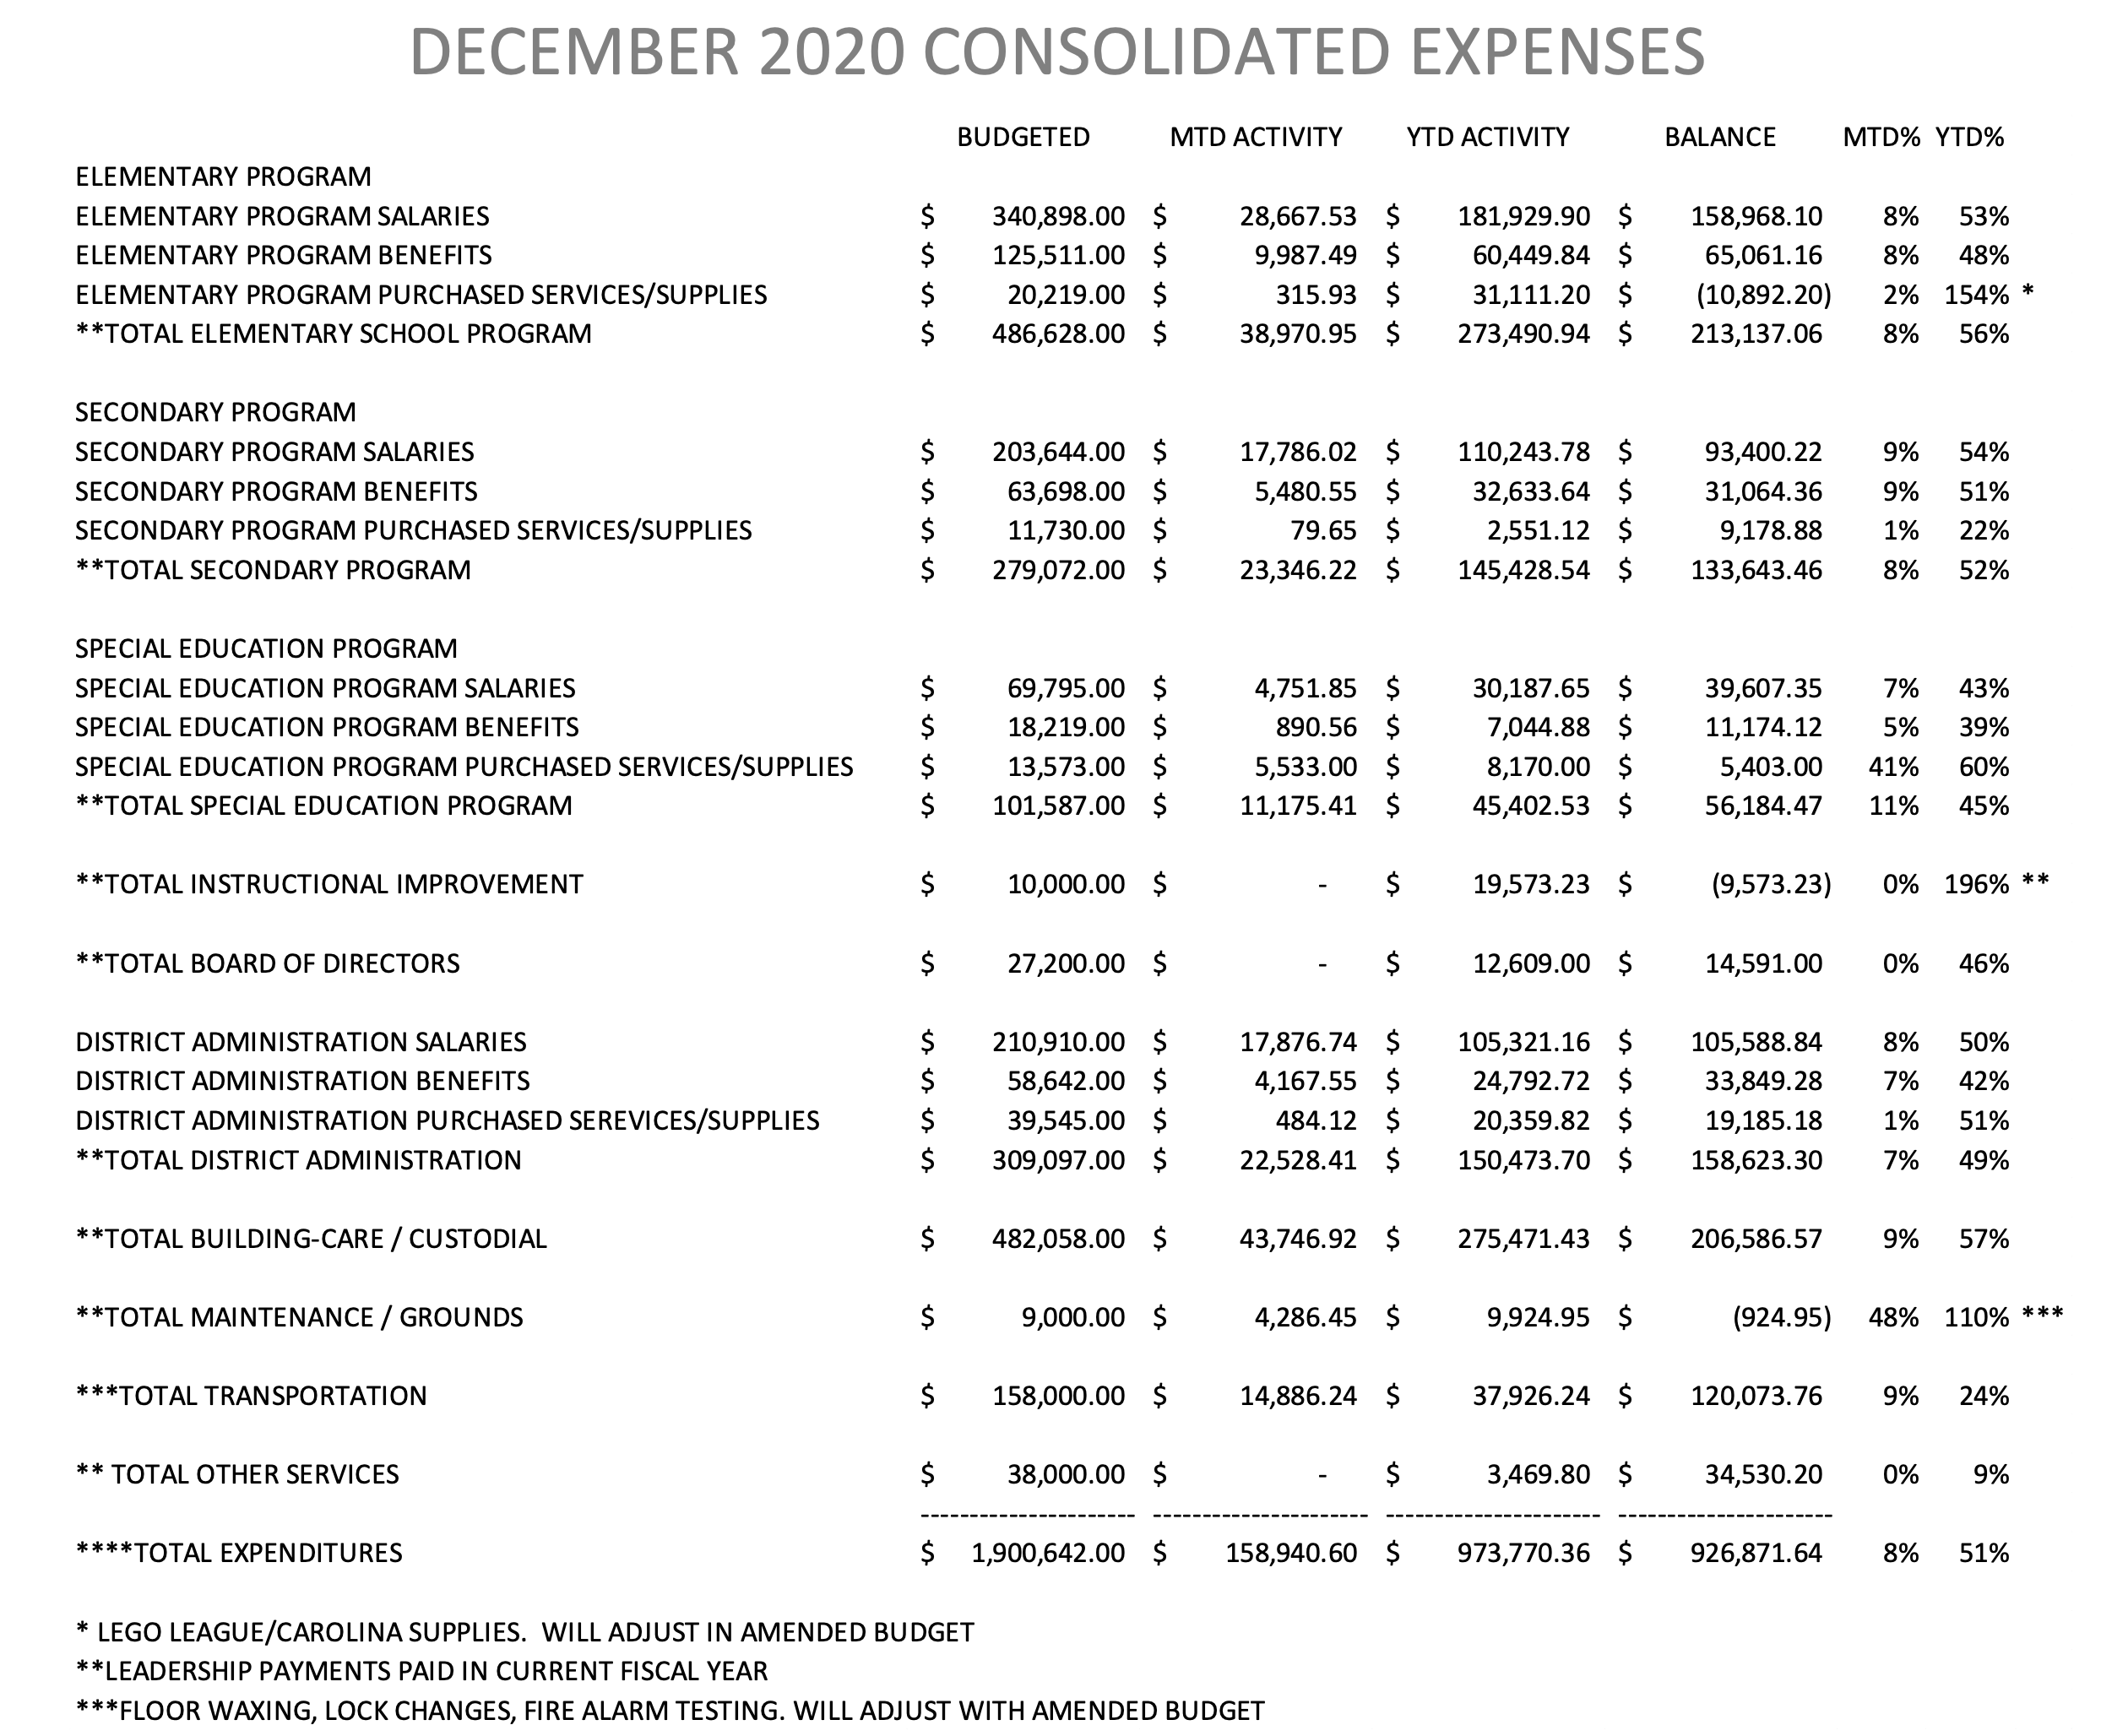 DECEMBER 2020 CONSOLIDATED EXPENSES
BUDGETED MTD ACTIVITY YTD ACTIVITY BALANCE MTD% YTD%
ELEMENTARY PROGRAM
ELEMENTARY PROGRAM SALARIES $ 340,898.00 $ 28,667.53 $ 181,929.90 $ 158,968.10 8% 53%
ELEMENTARY PROGRAM BENEFITS $ 125,511.00 $ 9,987.49 $ 60,449.84 $ 65,061.16 8% 48%
ELEMENTARY PROGRAM PURCHASED SERVICES/SUPPLIES $ 20,219.00 $ 315.93 $ 31,111.20 $ (10,892.20) 2% 154% *
**TOTAL ELEMENTARY SCHOOL PROGRAM $ 486,628.00 $ 38,970.95 $ 273,490.94 $ 213,137.06 8% 56%
SECONDARY PROGRAM
SECONDARY PROGRAM SALARIES $ 203,644.00 $ 17,786.02 $ 110,243.78 $ 93,400.22 9% 54%
SECONDARY PROGRAM BENEFITS $ 63,698.00 $ 5,480.55 $ 32,633.64 $ 31,064.36 9% 51%
SECONDARY PROGRAM PURCHASED SERVICES/SUPPLIES $ 11,730.00 $ 79.65 $ 2,551.12 $ 9,178.88 1% 22%
**TOTAL SECONDARY PROGRAM $ 279,072.00 $ 23,346.22 $ 145,428.54 $ 133,643.46 8% 52%
SPECIAL EDUCATION PROGRAM
SPECIAL EDUCATION PROGRAM SALARIES $ 69,795.00 $ 4,751.85 $ 30,187.65 $ 39,607.35 7% 43%
SPECIAL EDUCATION PROGRAM BENEFITS $ 18,219.00 $ 890.56 $ 7,044.88 $ 11,174.12 5% 39%
SPECIAL EDUCATION PROGRAM PURCHASED SERVICES/SUPPLIES $ 13,573.00 $ 5,533.00 $ 8,170.00 $ 5,403.00 41% 60%
**TOTAL SPECIAL EDUCATION PROGRAM $ 101,587.00 $ 11,175.41 $ 45,402.53 $ 56,184.47 11% 45%
**TOTAL INSTRUCTIONAL IMPROVEMENT $ 10,000.00 $ - $ 19,573.23 $ (9,573.23) 0% 196% **
**TOTAL BOARD OF DIRECTORS $ 27,200.00 $ - $ 12,609.00 $ 14,591.00 0% 46%
DISTRICT ADMINISTRATION SALARIES $ 210,910.00 $ 17,876.74 $ 105,321.16 $ 105,588.84 8% 50%
DISTRICT ADMINISTRATION BENEFITS $ 58,642.00 $ 4,167.55 $ 24,792.72 $ 33,849.28 7% 42%
DISTRICT ADMINISTRATION PURCHASED SEREVICES/SUPPLIES $ 39,545.00 $ 484.12 $ 20,359.82 $ 19,185.18 1% 51%
**TOTAL DISTRICT ADMINISTRATION $ 309,097.00 $ 22,528.41 $ 150,473.70 $ 158,623.30 7% 49%
**TOTAL BUILDING-CARE / CUSTODIAL $ 482,058.00 $ 43,746.92 $ 275,471.43 $ 206,586.57 9% 57%
**TOTAL MAINTENANCE / GROUNDS $ 9,000.00 $ 4,286.45 $ 9,924.95 $ (924.95) 48% 110% ***
***TOTAL TRANSPORTATION $ 158,000.00 $ 14,886.24 $ 37,926.24 $ 120,073.76 9% 24%
** TOTAL OTHER SERVICES $ 38,000.00 $ - $ 3,469.80 $ 34,530.20 0% 9%
---------------------- ---------------------- ---------------------- ----------------------
****TOTAL EXPENDITURES $ 1,900,642.00 $ 158,940.60 $ 973,770.36 $ 926,871.64 8% 51%
* LEGO LEAGUE/CAROLINA SUPPLIES. WILL ADJUST IN AMENDED BUDGET
**LEADERSHIP PAYMENTS PAID IN CURRENT FISCAL YEAR
***FLOOR WAXING, LOCK CHANGES, FIRE ALARM TESTING. WILL ADJUST WITH AMENDED BUDGET